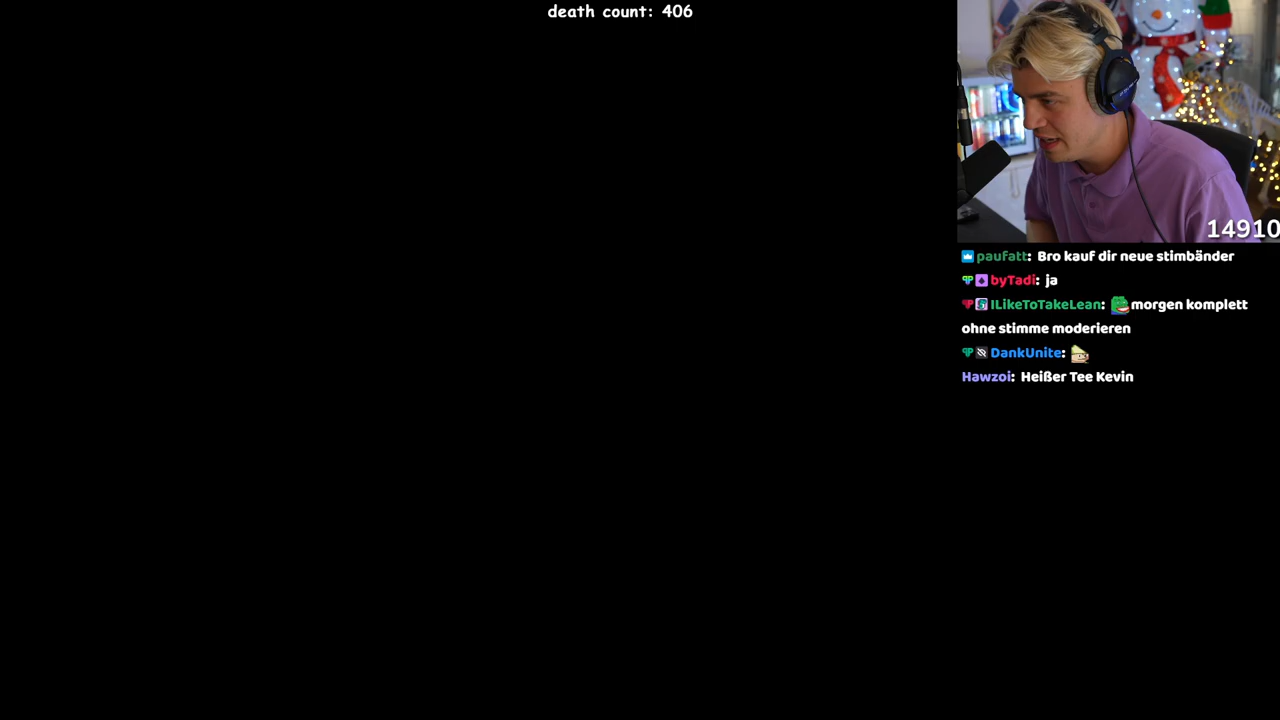 death count: 406
14910
paufatt: Bro kauf dir neue stimbänder
byTadi: ja
ILikeToTakeLean: morgen komplett
ohne stimme moderieren
DankUnite:
Hawzoi: Heißer Tee Kevin